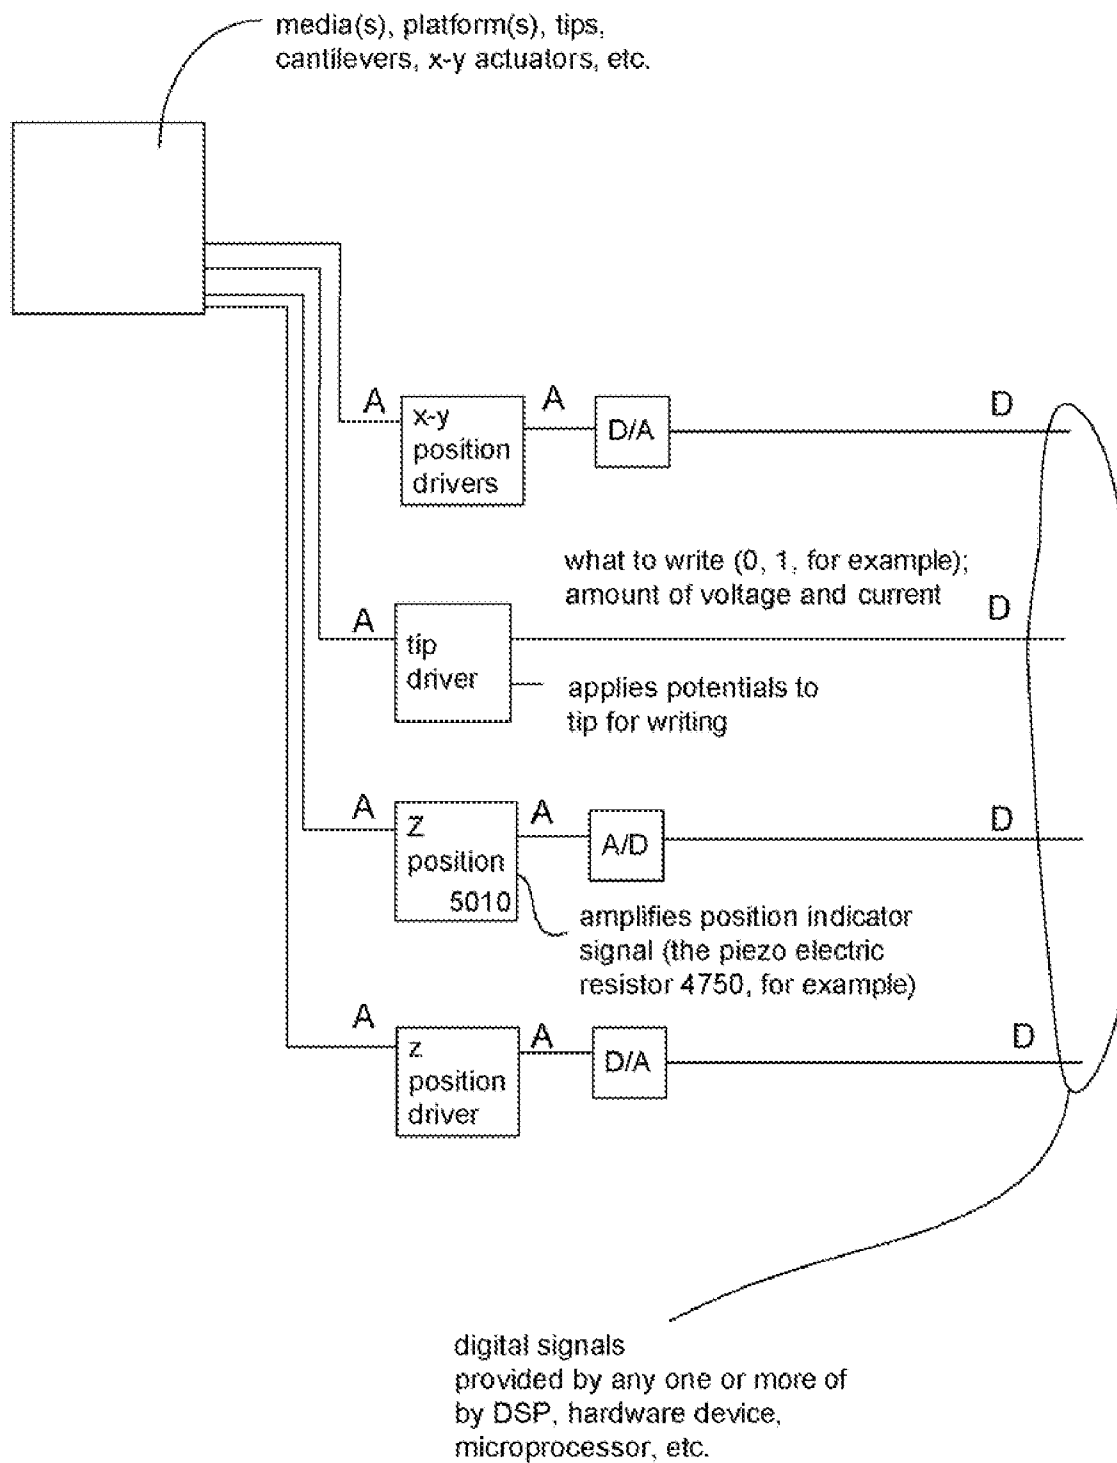 media(s), platform(s), tips,
cantilevers, x-y actuators, etc.
A
x-y
position
drivers
A
D/A
D
what to write (0, 1, for example);
amount of voltage and current
A
tip
driver
D
applies potentials to
tip for writing
A
Z
position
5010
A
A/D
D
amplifies position indicator
signal (the piezo electric
resistor 4750, for example)
A
z
position
driver
A
D/A
D
digital signals
provided by any one or more of
by DSP, hardware device,
microprocessor, etc.